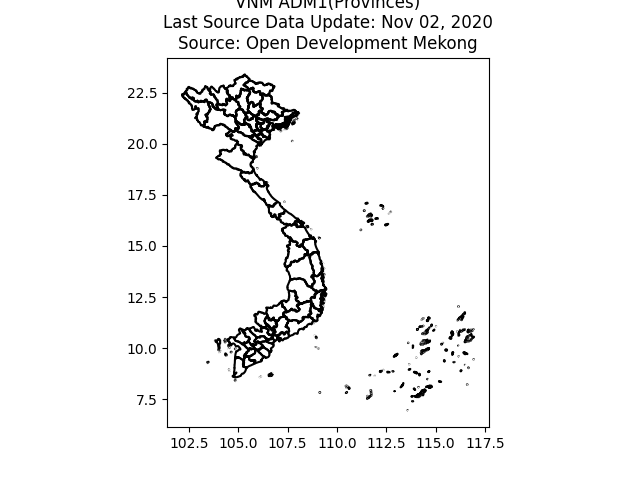 VNM ADM1(Provinces)
Last Source Data Update: Nov 02, 2020
Source: Open Development Mekong
22.5
20.0
17.5
15.0
12.5
10.0
7.5
102.5 105.0 107.5 110.0 112.5 115.0 117.5